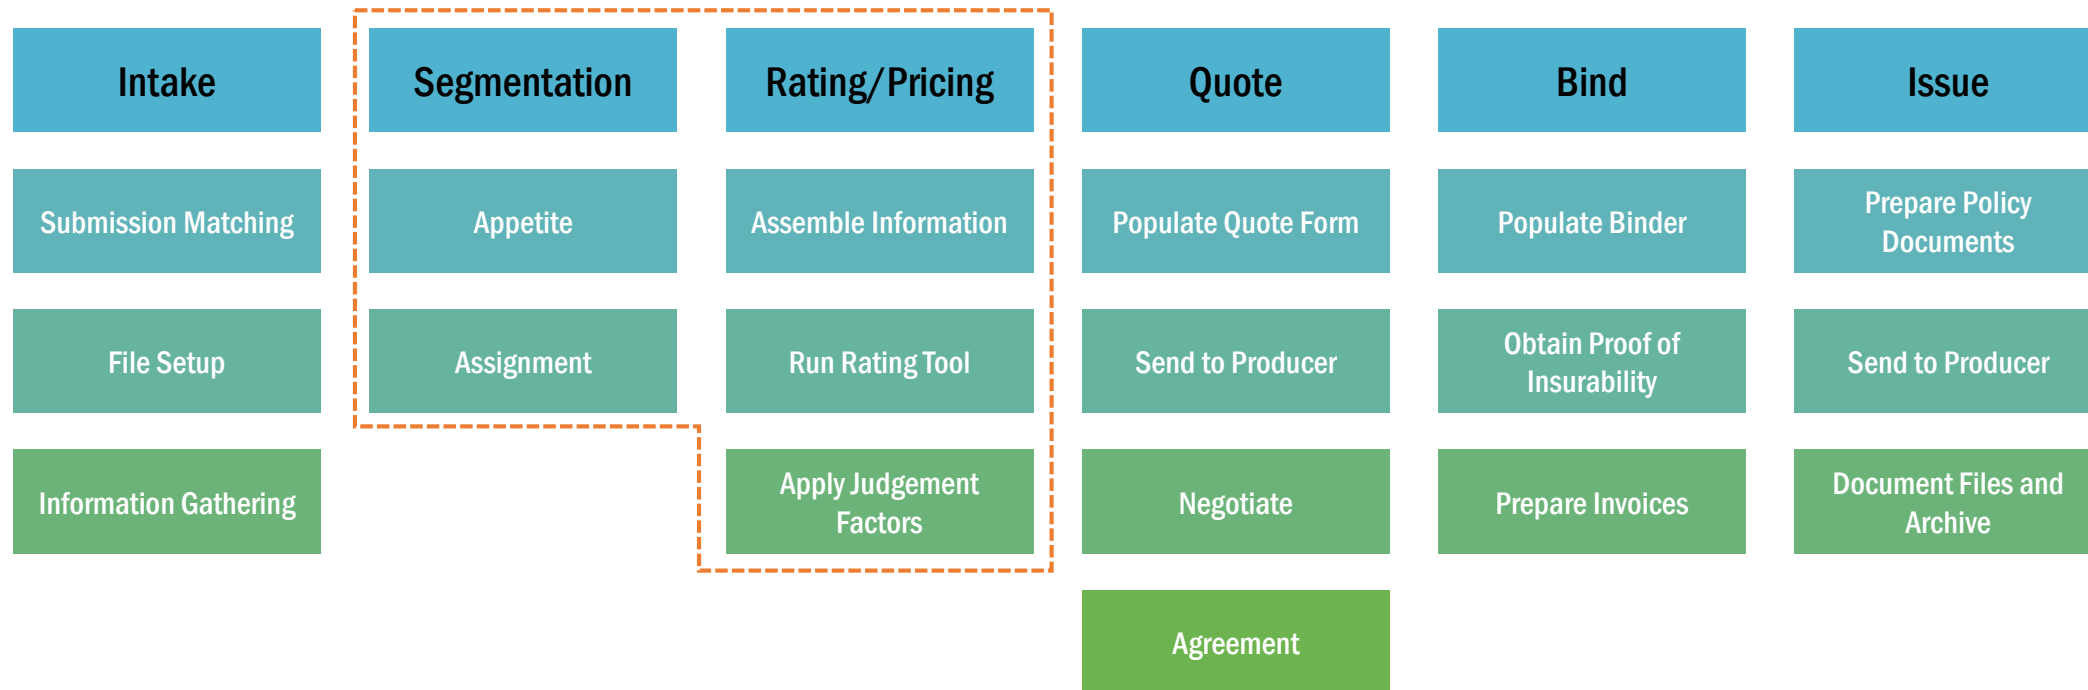 Intake
Segmentation
Rating/Pricing
Quote
Bind
Issue
Submission Matching
Appetite
Assemble Information
Populate Quote Form
Populate Binder
Prepare Policy
Documents
File Setup
Assignment
Run Rating Tool
Send to Producer
Obtain Proof of
Insurability
Send to Producer
Information Gathering
Apply Judgement
Factors
Negotiate
Prepare Invoices
Document Files and
Archive
Agreement